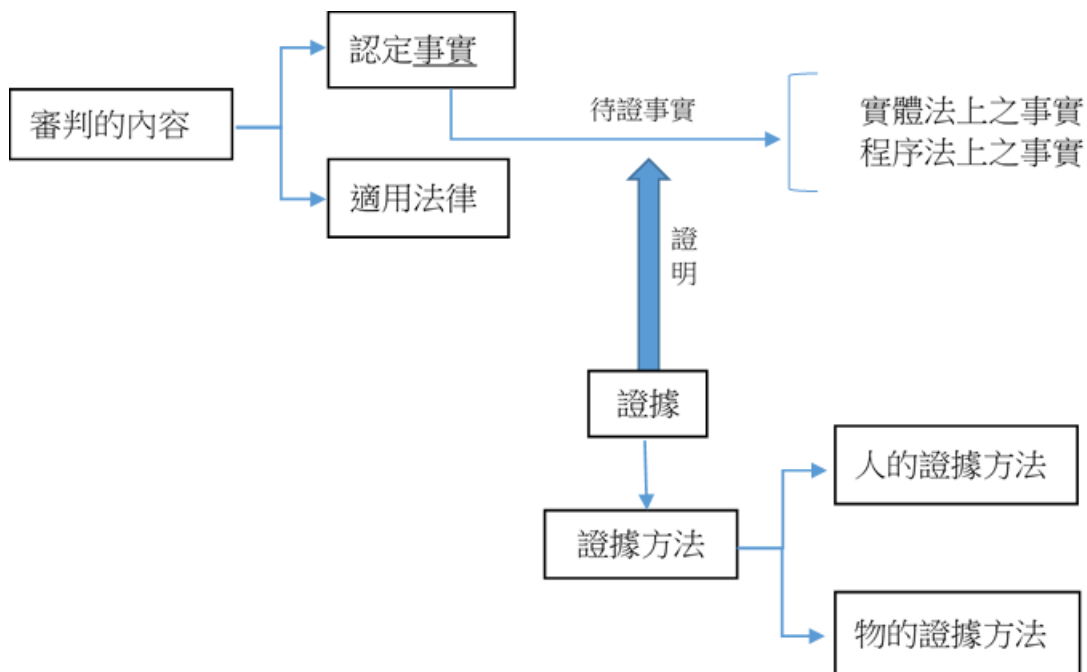 審判的內容
認定事實
適用法律
待證事實
實體法上之事實
程序法上之事實
證明
證據
證據方法
人的證據方法
物的證據方法